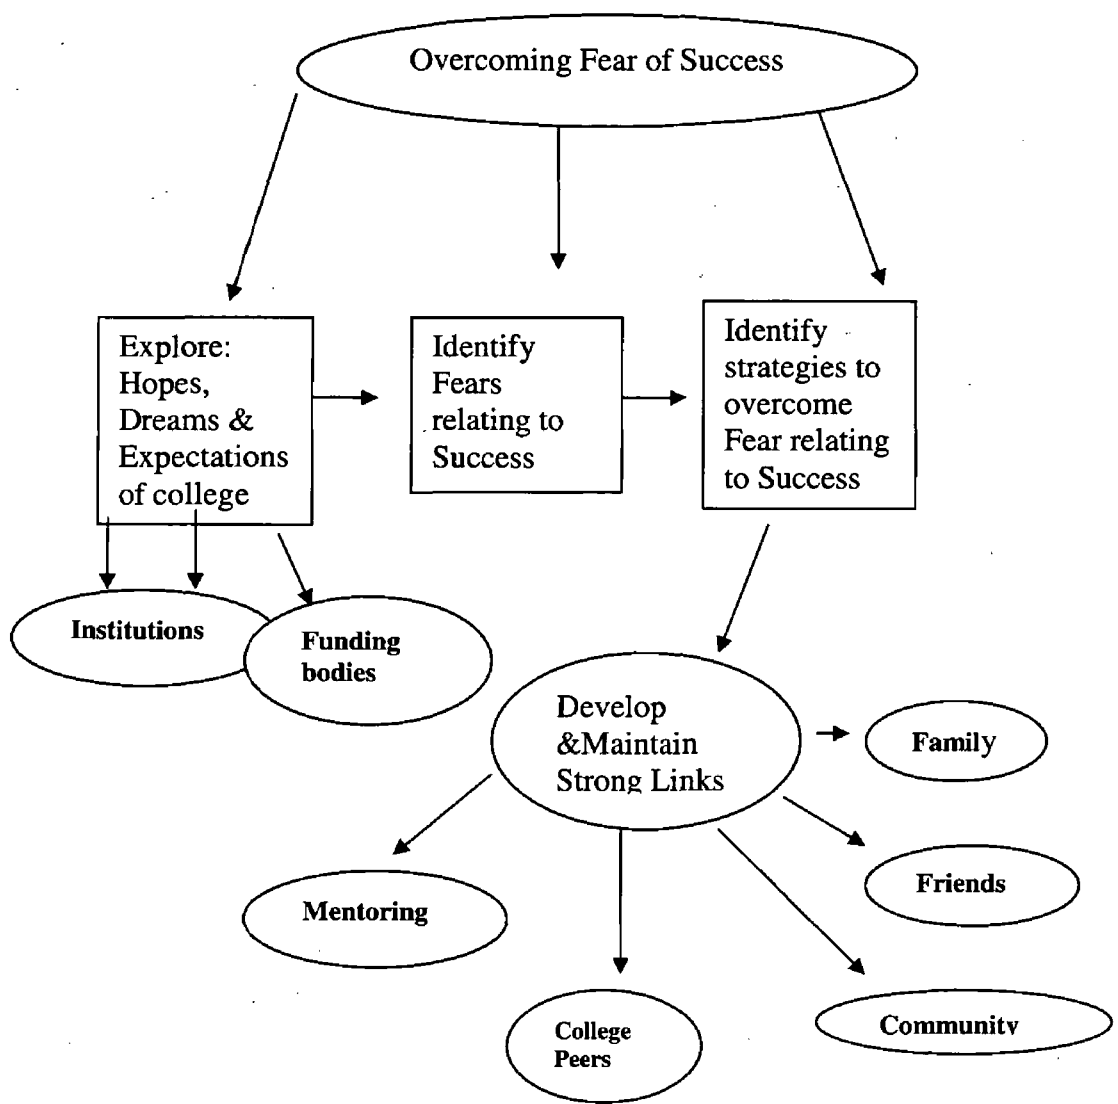 Overcoming Fear of Success
Explore:
Hopes,
Dreams &
Expectations
of college
Identify
Fears
relating to
Success
Identify
strategies to
overcome
Fear relating
to Success
Institutions
Funding
bodies
Develop
&Maintain
Strong Links
Family
Friends
Mentoring
College
Peers
Community